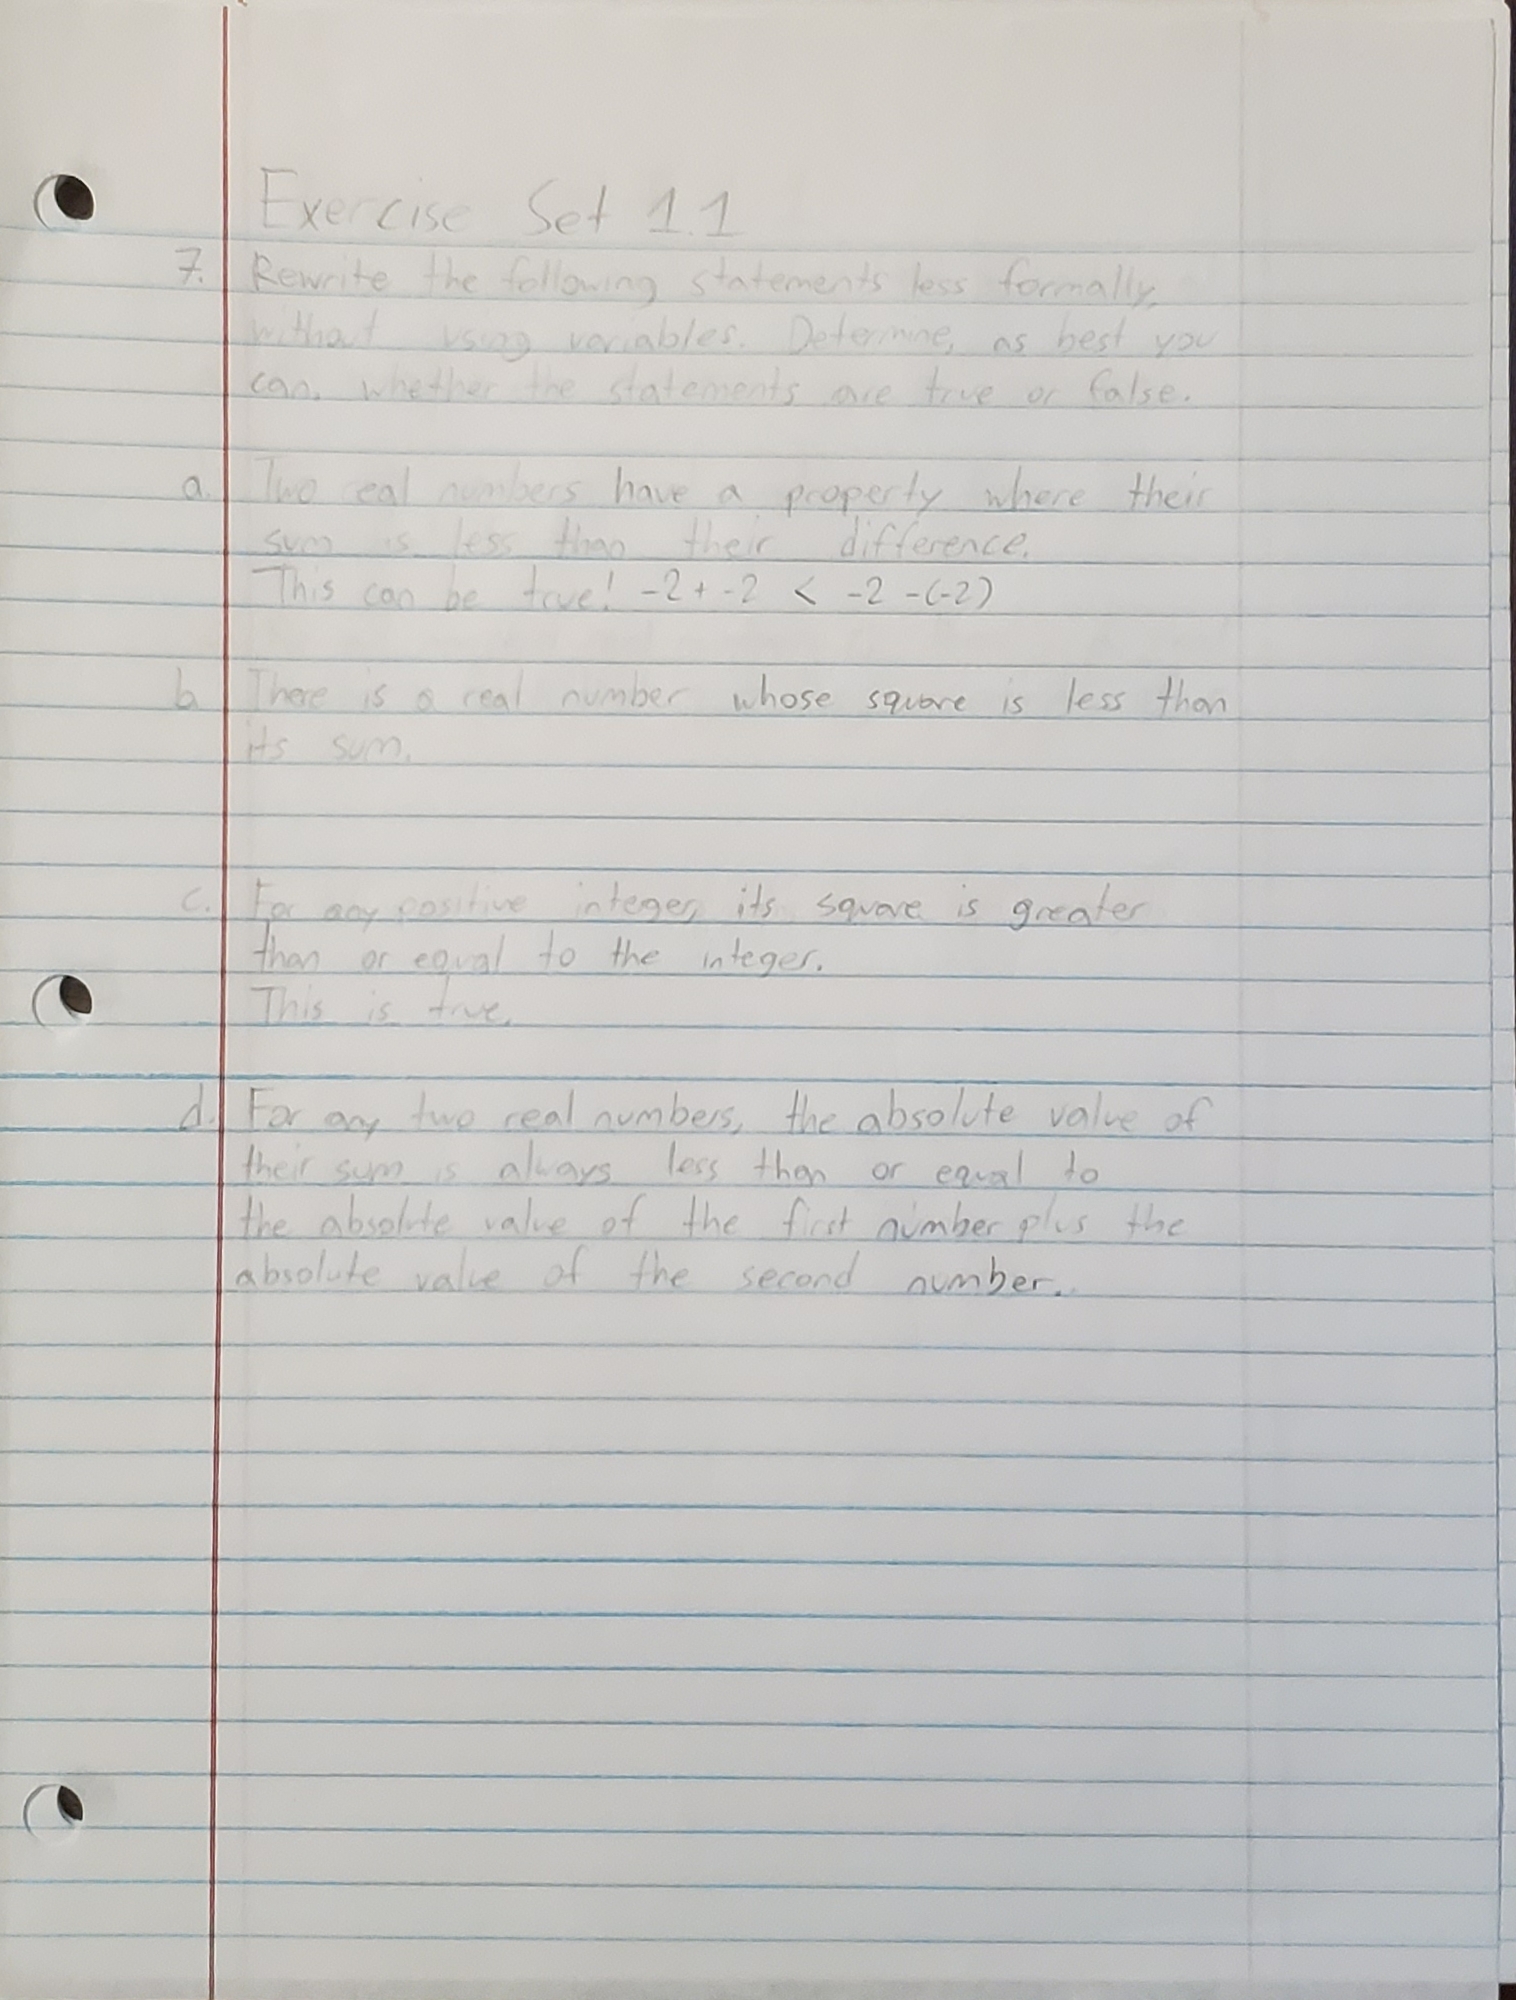 Exercise Set 1.1
7. Rewrite the following statements less formally,
without using variables. Determine, as best you
can, whether the statements are true or false.
a. Two real numbers have a property where their
sum is less than their difference.
This can be true! -2 + -2 < -2 -(-2)
b. There is a real number whose square is less than
its sum.
c. For any positive integer, its square is greater
than or equal to the integer.
This is true.
d. For any two real numbers, the absolute value of
their sum is always less than or equal to
the absolute value of the first number plus the
absolute value of the second number.